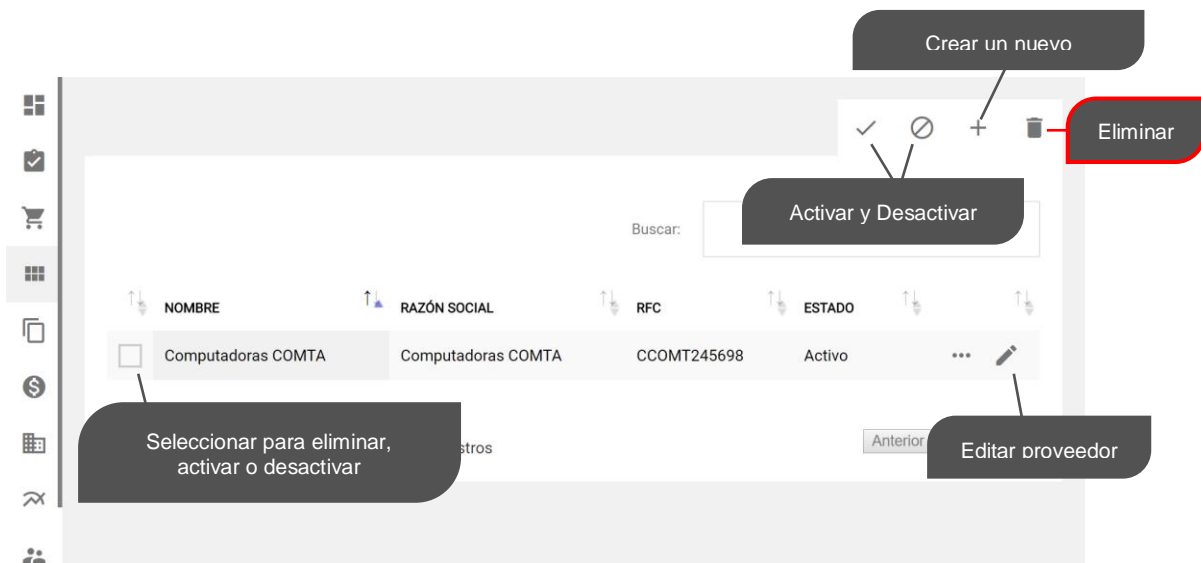 Crear un nuevo
Eliminar
Activar y Desactivar
Buscar:
NOMBRE
RAZÓN SOCIAL
RFC
ESTADO
Computadoras COMTA
Computadoras COMTA
CCOMT245698
Activo
Seleccionar para eliminar,
activar o desactivar
Anterior
Editar proveedor